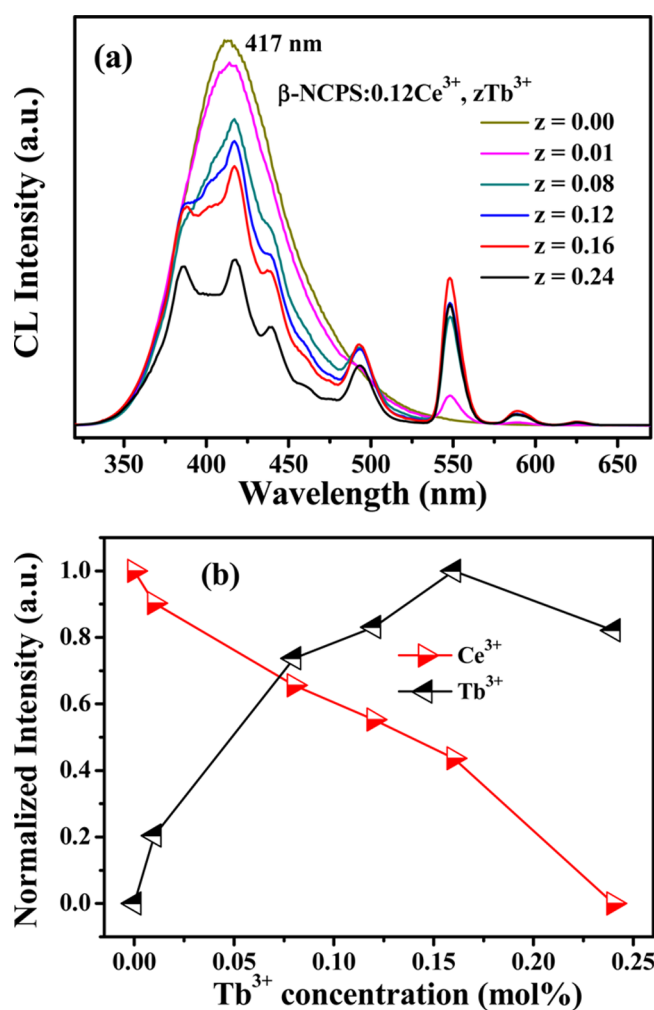 (a)
417 nm
β-NCPS:0.12Ce³⁺, zTb³⁺
z = 0.00
z = 0.01
z = 0.08
z = 0.12
z = 0.16
z = 0.24
CL Intensity (a.u.)
350 400 450 500 550 600 650
Wavelength (nm)
(b)
1.0
0.8
0.6
0.4
0.2
0.0
Ce³⁺
Tb³⁺
Normalized Intensity (a.u.)
0.00 0.05 0.10 0.15 0.20 0.25
Tb³⁺ concentration (mol%)